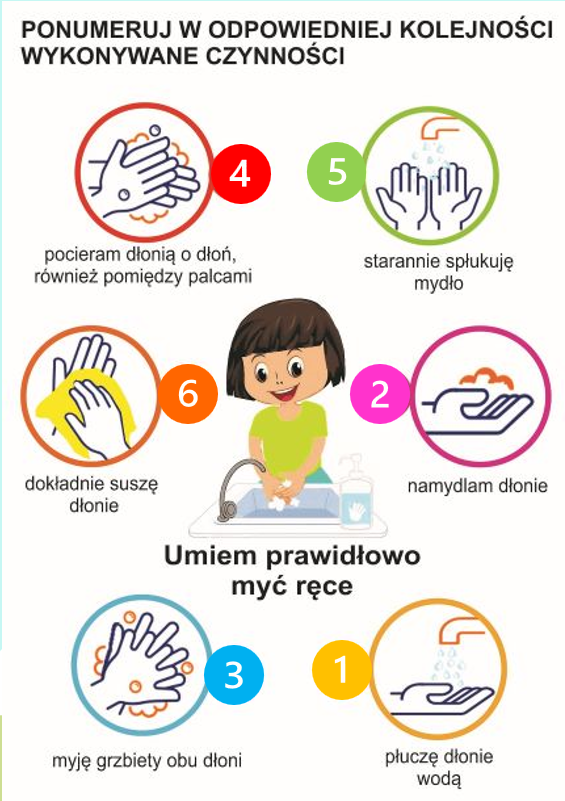 PONUMERUJ W ODPOWIEDNIEJ KOLEJNOŚCI
WYKONYWANE CZYNNOŚCI
4
5
pocieram dłonią o dłoń,
również pomiędzy palcami
starannie spłukuję
mydło
6
2
dokładnie suszę
dłonie
namydlam dłonie
Umiem prawidłowo
myć ręce
3
1
myję grzbiety obu dłoni
płuczę dłonie
wodą